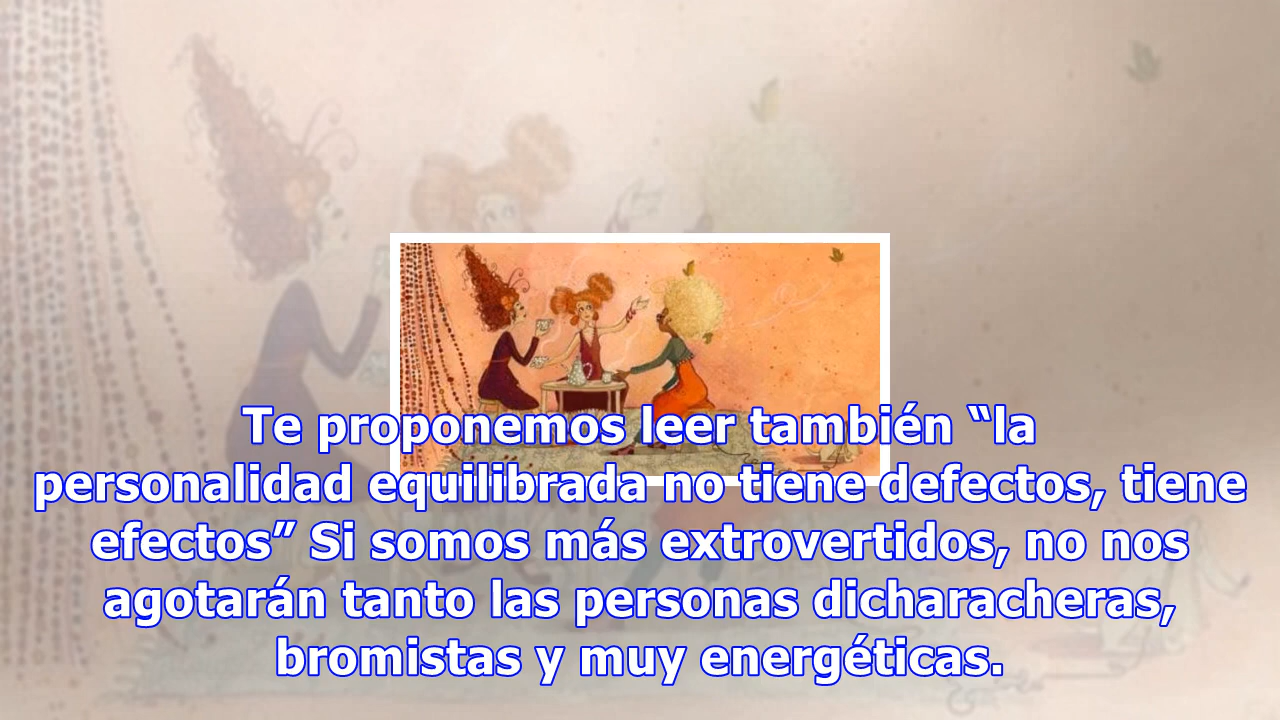 Te proponemos leer también “la
personalidad equilibrada no tiene defectos, tiene
efectos” Si somos más extrovertidos, no nos
agotarán tanto las personas dicharacheras,
bromistas y muy energéticas.